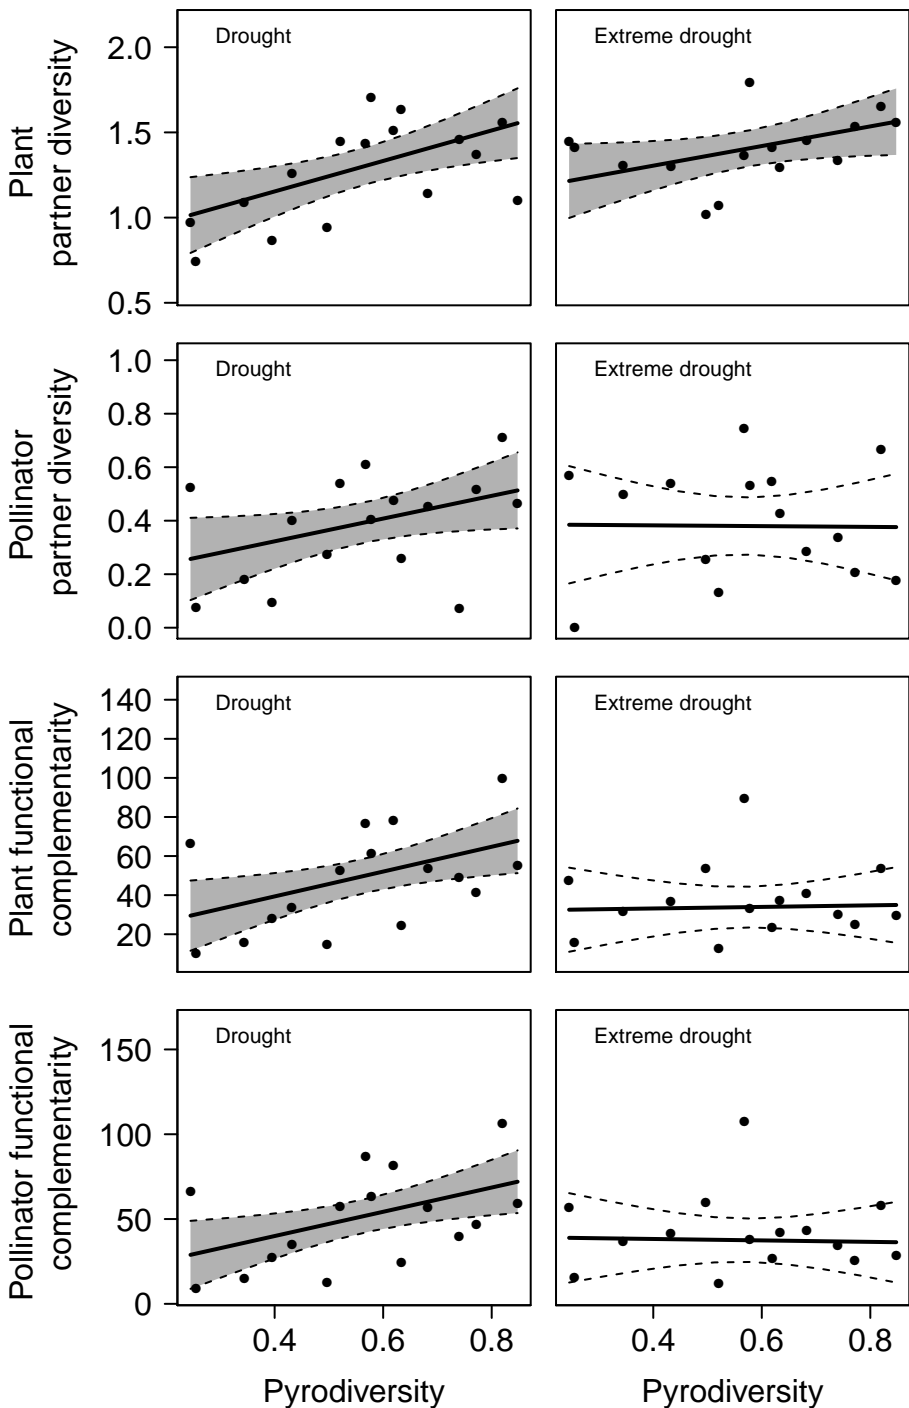 Plant
partner diversity
2.0
1.5
1.0
0.5
Drought
Extreme drought
Pollinator
partner diversity
1.0
0.8
0.6
0.4
0.2
0.0
Drought
Extreme drought
Plant functional
complementarity
140
120
100
80
60
40
20
Drought
Extreme drought
Pollinator functional
complementarity
150
100
50
0
Drought
Extreme drought
0.4 0.6 0.8 0.4 0.6 0.8
Pyrodiversity Pyrodiversity